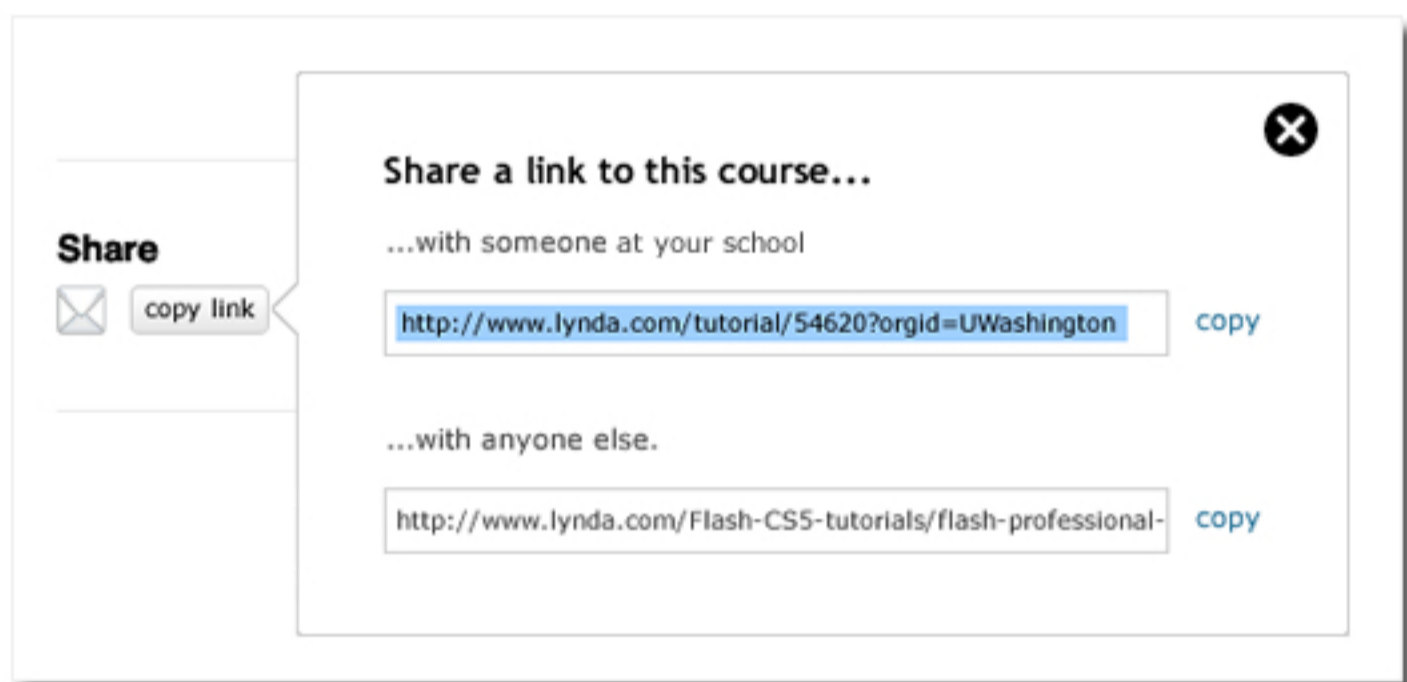 Share a link to this course...
...with someone at your school
Share
copy link
http://www.lynda.com/tutorial/54620?orgid=UWashington copy
...with anyone else.
http://www.lynda.com/Flash-CS5-tutorials/flash-professional- copy